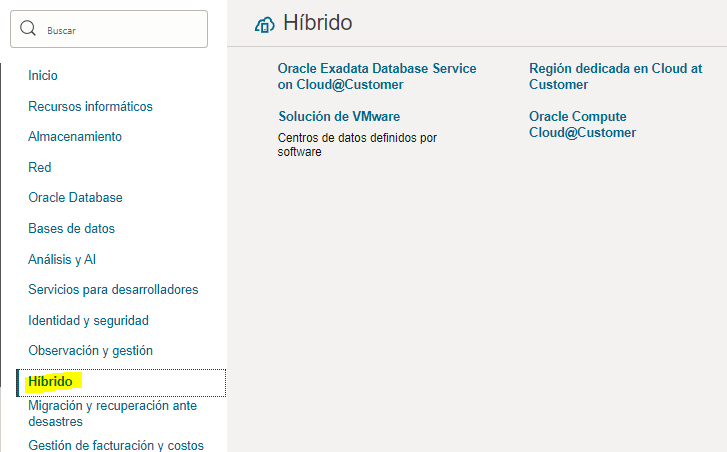 Buscar
Inicio
Recursos informáticos
Almacenamiento
Red
Oracle Database
Bases de datos
Análisis y AI
Servicios para desarrolladores
Identidad y seguridad
Observación y gestión
Híbrido
Migración y recuperación ante
desastres
Gestión de facturación y costos
Híbrido
Oracle Exadata Database Service
on Cloud@Customer
Solución de VMware
Centros de datos definidos por
software
Región dedicada en Cloud at
Customer
Oracle Compute
Cloud@Customer